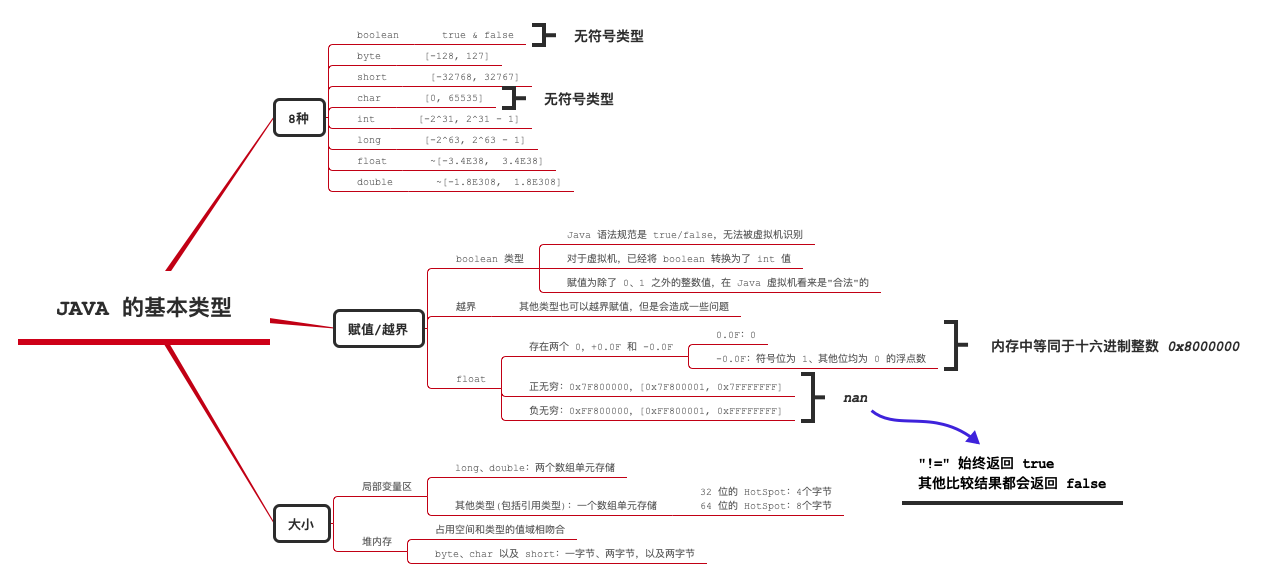 JAVA 的基本类型
8种
boolean true & false
无符号类型
byte [-128, 127]
short [-32768, 32767]
char [0, 65535]
无符号类型
int [-2^31, 2^31 - 1]
long [-2^63, 2^63 - 1]
float ~[-3.4E38, 3.4E38]
double ~[-1.8E308, 1.8E308]
赋值/越界
boolean 类型
Java 语法规范是 true/false，无法被虚拟机识别
对于虚拟机，已经将 boolean 转换为了 int 值
赋值为除了 0、1 之外的整数值，在 Java 虚拟机看来是"合法"的
越界 其他类型也可以越界赋值，但是会造成一些问题
float
存在两个 0，+0.0F 和 -0.0F
0.0F：0
-0.0F：符号位为 1、其他位均为 0 的浮点数
内存中等同于十六进制整数 0x8000000
正无穷：0x7F800000，[0x7F800001, 0x7FFFFFFF]
负无穷：0xFF800000，[0xFF800001, 0xFFFFFFFF]
nan
"!=" 始终返回 true
其他比较结果都会返回 false
大小
局部变量区
long、double：两个数组单元存储
其他类型(包括引用类型)：一个数组单元存储
32 位的 HotSpot：4个字节
64 位的 HotSpot：8个字节
堆内存
占用空间和类型的值域相吻合
byte、char 以及 short：一字节、两字节，以及两字节